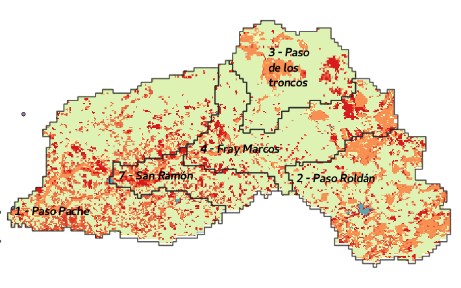 3 - Paso
de los
troncos
4 - Fray Marcos
7 - San Ramón
2 - Paso Roldán
1 - Paso Pache